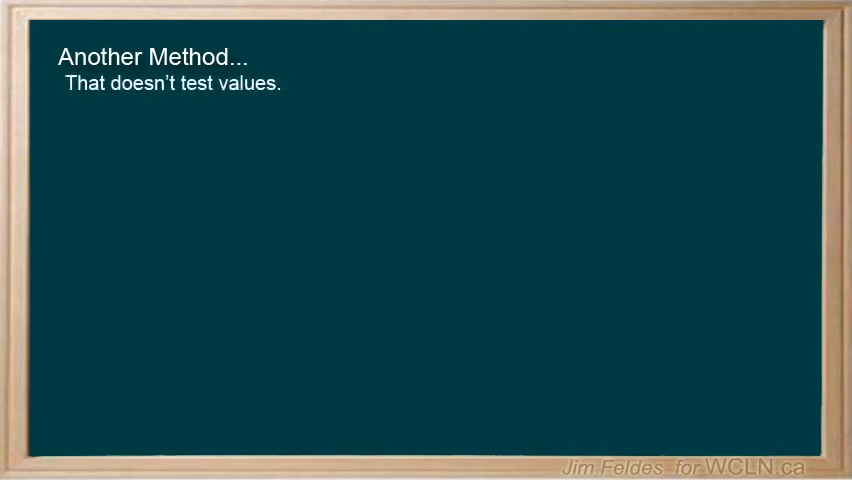 Another Method...
That doesn't test values.
Jim Feldes for WCLN.ca